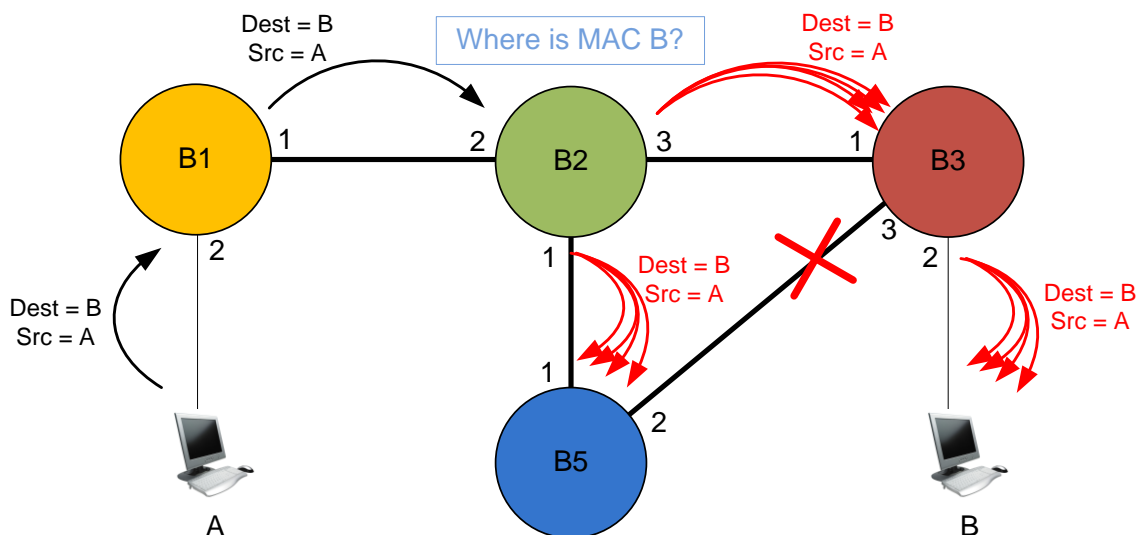 Dest = B
Src = A
Where is MAC B?
Dest = B
Src = A
B1
1
2
B2
3
1
B3
2
1
3
2
Dest = B
Src = A
Dest = B
Src = A
Dest = B
Src = A
1
2
B5
A
B